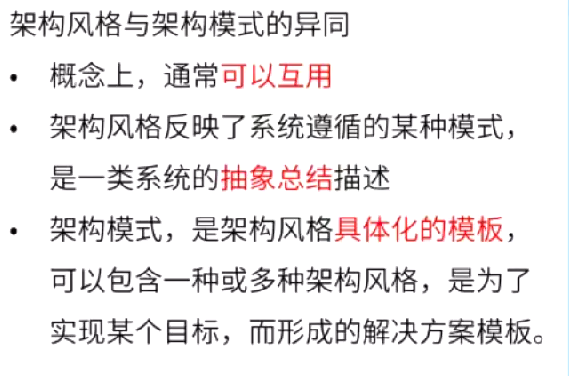 架构风格与架构模式的异同
• 概念上，通常可以互用
• 架构风格反映了系统遵循的某种模式，
是一类系统的抽象总结描述
• 架构模式，是架构风格具体化的模板，
可以包含一种或多种架构风格，是为了
实现某个目标，而形成的解决方案模板。